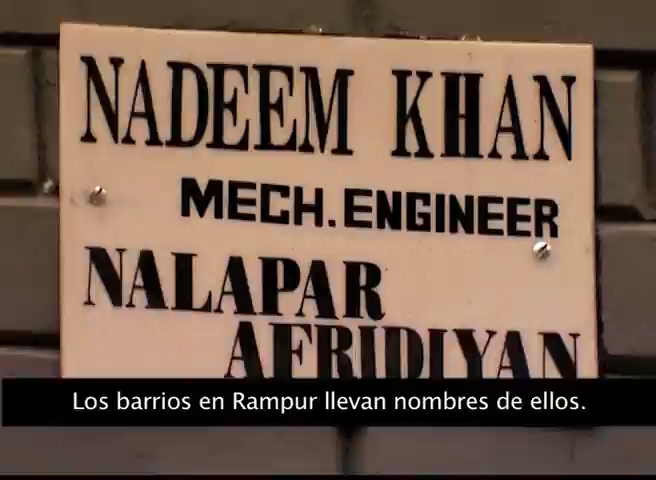 NADEEM KHAN
MECH. ENGINEER
NALAPAR
AFRIDIYAN
Los barrios en Rampur llevan nombres de ellos.